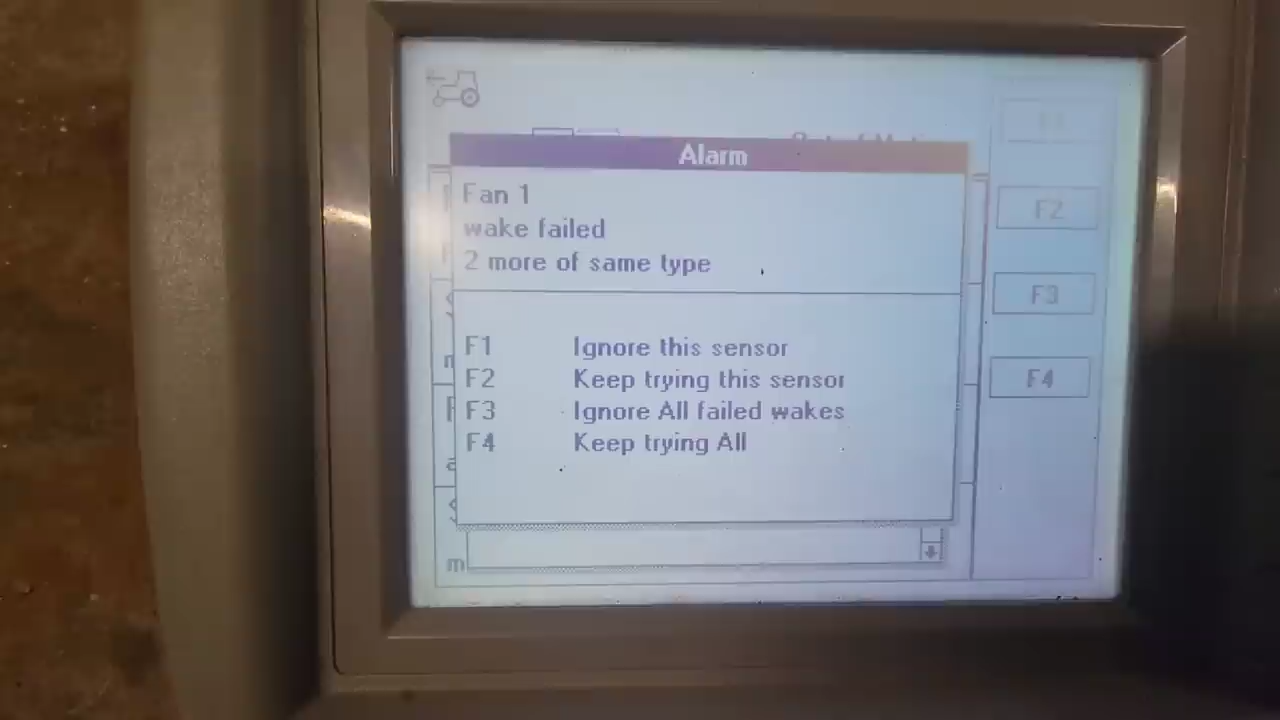 Alarm
Fan 1
wake failed
2 more of same type
F1 Ignore this sensor
F2 Keep trying this sensor
F3 Ignore All failed wakes
F4 Keep trying All
F2
F3
F4
m